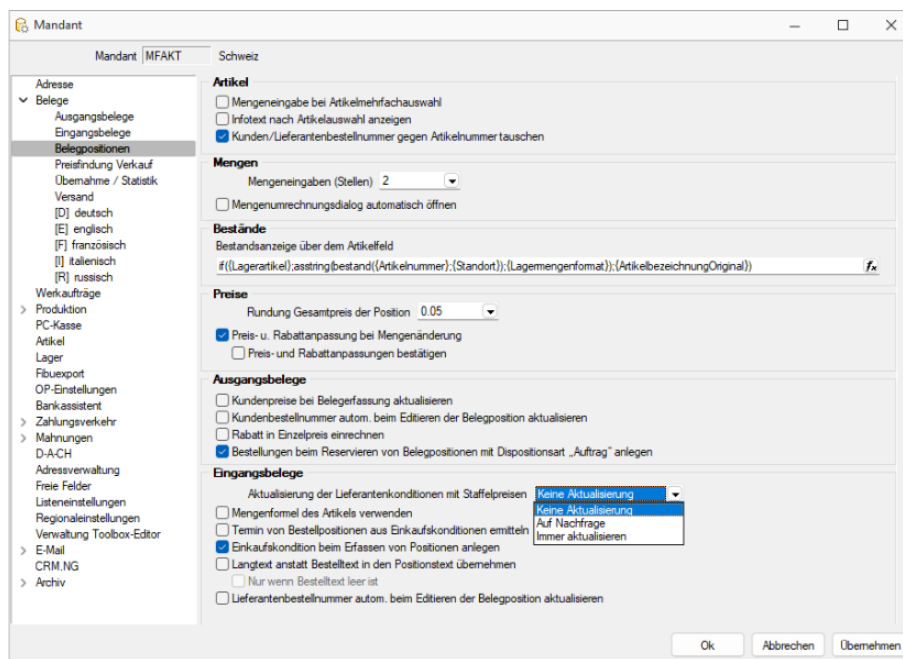 Mandant
Mandant MFAKT Schweiz
Adresse
Belege
Ausgangsbelege
Eingangsbelege
Belegpositionen
Preisfindung Verkauf
Übernahme / Statistik
Versand
[D] deutsch
[E] englisch
[F] französisch
[I] italienisch
[R] russisch
Werkaufträge
Produktion
PC-Kasse
Artikel
Lager
Fibuexport
OP-Einstellungen
Bankassistent
Zahlungsverkehr
Mahnungen
D-A-CH
Adressverwaltung
Freie Felder
Listeneinstellungen
Regionaleinstellungen
Verwaltung Toolbox-Editor
E-Mail
CRM.NG
Archiv
Artikel
Mengeneingabe bei Artikelmehrfachauswahl
Infotext nach Artikelauswahl anzeigen
Kunden/Lieferantenbestellnummer gegen Artikelnummer tauschen
Mengen
Mengeneingaben (Stellen) 2
Mengenumrechnungsdialog automatisch öffnen
Bestände
Bestandsanzeige über dem Artikelfeld
if({Lagerartikel};asstring(bestand({Artikelnummer};{Standort});{Lagermengenformat});{ArtikelbezeichnungOriginal}) fx
Preise
Rundung Gesamtpreis der Position 0.05
Preis- u. Rabattanpassung bei Mengenänderung
Preis- und Rabattanpassungen bestätigen
Ausgangsbelege
Kundenpreise bei Belegerfassung aktualisieren
Kundenbestellnummer autom. beim Editieren der Belegposition aktualisieren
Rabatt in Einzelpreis einrechnen
Bestellungen beim Reservieren von Belegpositionen mit Dispositionsart „Auftrag" anlegen
Eingangsbelege
Aktualisierung der Lieferantenkonditionen mit Staffelpreisen Keine Aktualisierung
Keine Aktualisierung
Auf Nachfrage
Immer aktualisieren
Mengenformel des Artikels verwenden
Termin von Bestellpositionen aus Einkaufskonditionen ermitteln
Einkaufskondition beim Erfassen von Positionen anlegen
Langtext anstatt Bestelltext in den Positionstext übernehmen
Nur wenn Bestelltext leer ist
Lieferantenbestellnummer autom. beim Editieren der Belegposition aktualisieren
Ok Abbrechen Übernehmen